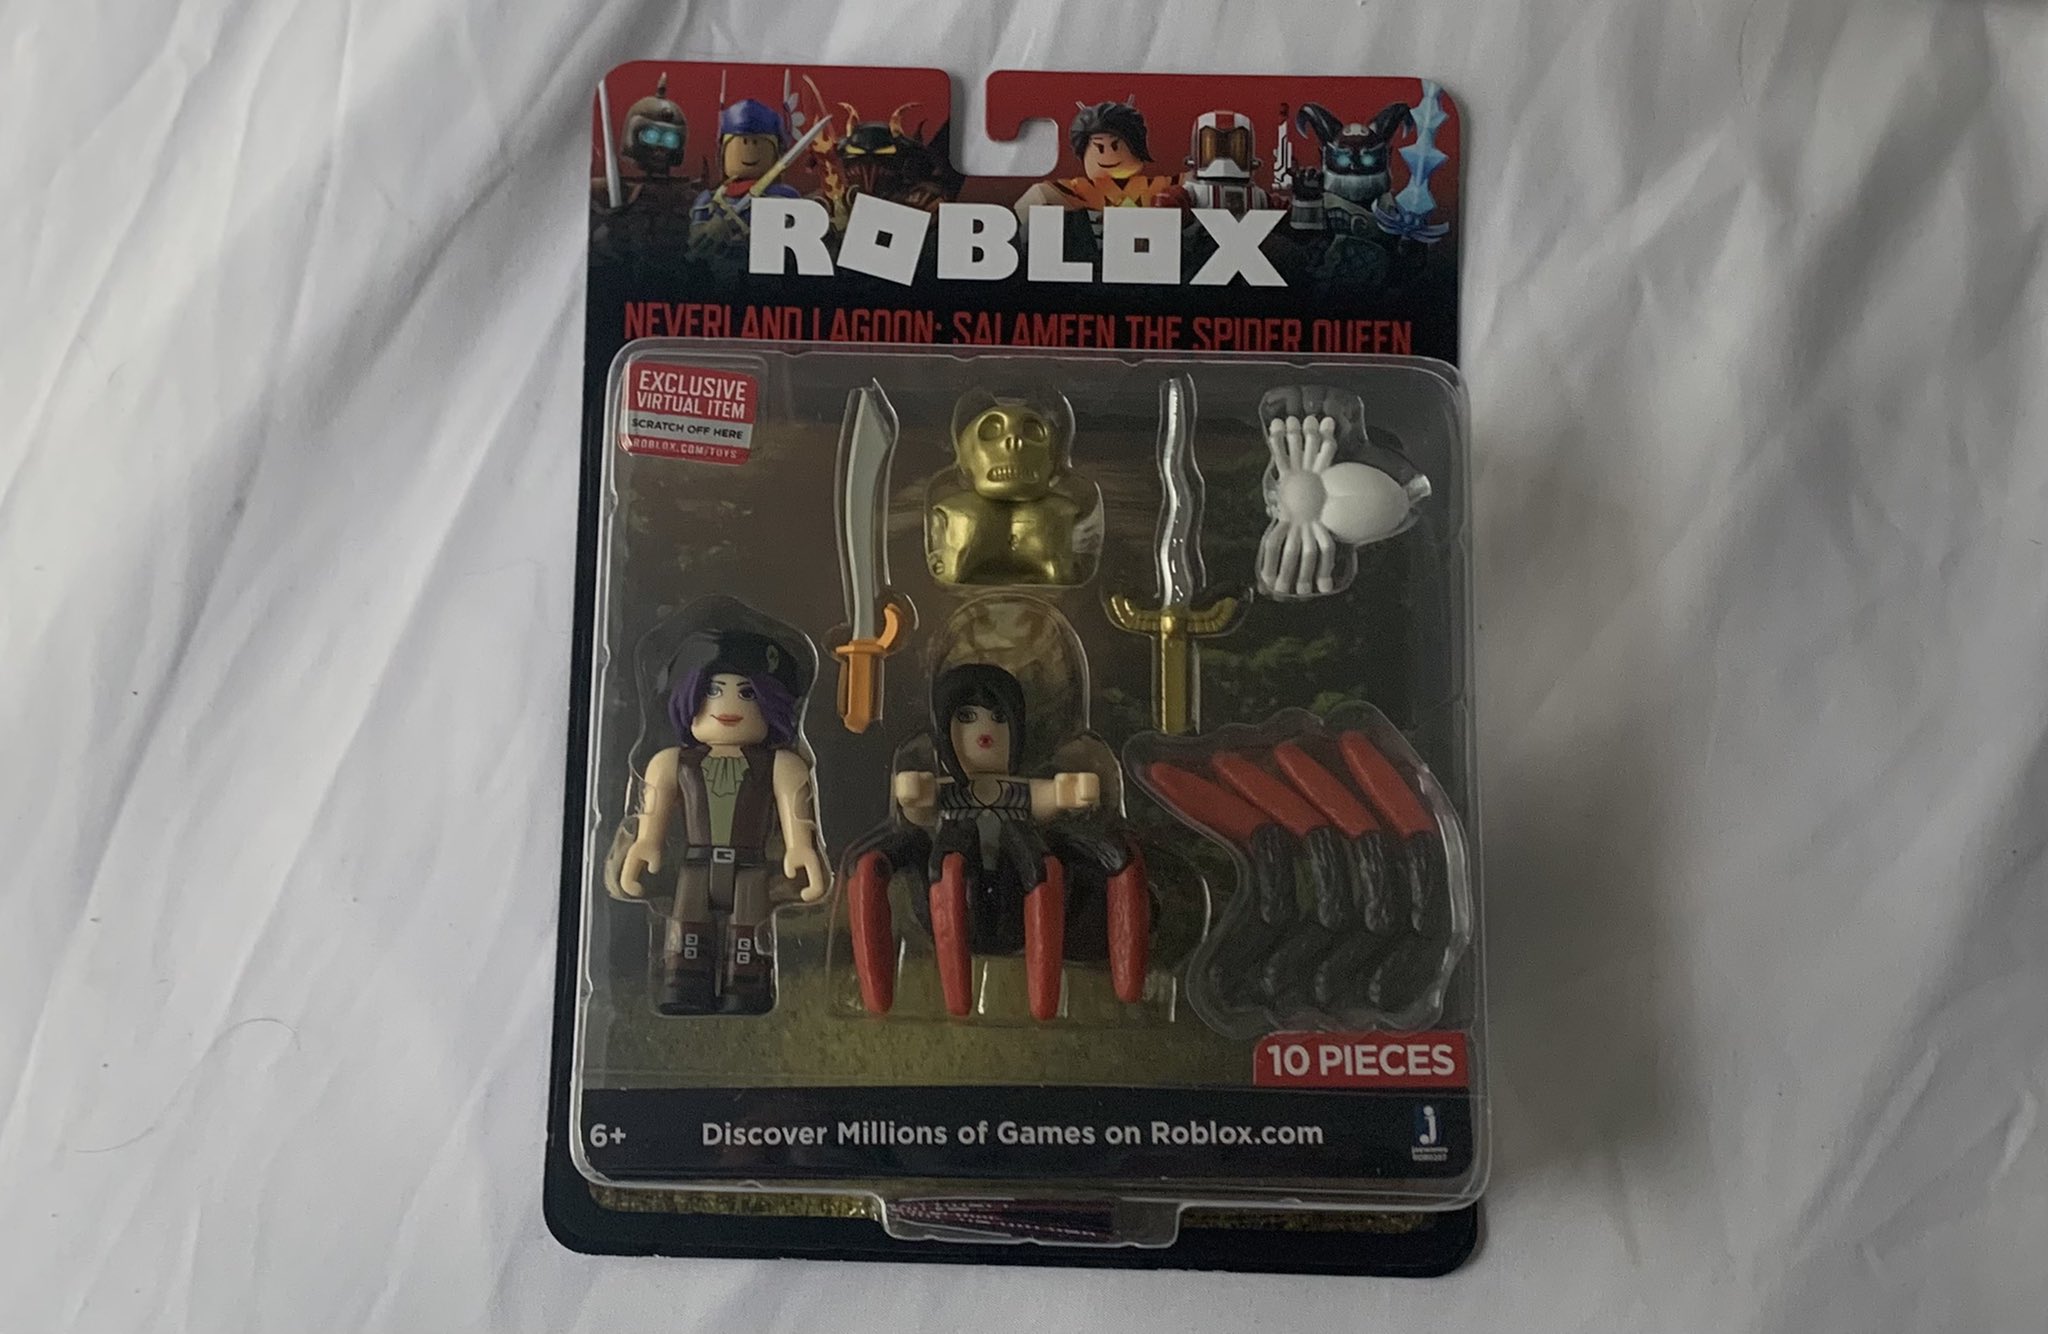 ROBLOX
NEVERLAND LAGOON: SALAMEEN THE SPIDER QUEEN
EXCLUSIVE
VIRTUAL ITEM
SCRATCH OFF HERE
ROBLOX.COM/TOYS
10 PIECES
6+
Discover Millions of Games on Roblox.com